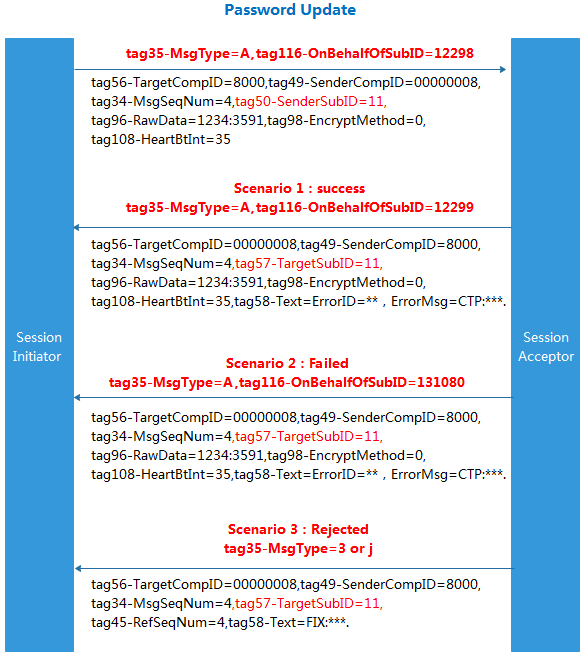 Password Update
tag35-MsgType=A,tag116-OnBehalfOfSubID=12298
tag56-TargetCompID=8000,tag49-SenderCompID=00000008,
tag34-MsgSeqNum=4,tag50-SenderSubID=11,
tag96-RawData=1234:3591,tag98-EncryptMethod=0,
tag108-HeartBtInt=35
Scenario 1：success
tag35-MsgType=A,tag116-OnBehalfOfSubID=12299
tag56-TargetCompID=00000008,tag49-SenderCompID=8000,
tag34-MsgSeqNum=4,tag57-TargetSubID=11,
tag96-RawData=1234:3591,tag98-EncryptMethod=0,
tag108-HeartBtInt=35,tag58-Text=ErrorID=**，ErrorMsg=CTP:***.
Session
Initiator
Session
Acceptor
Scenario 2：Failed
tag35-MsgType=A,tag116-OnBehalfOfSubID=131080
tag56-TargetCompID=00000008,tag49-SenderCompID=8000,
tag34-MsgSeqNum=4,tag57-TargetSubID=11,
tag96-RawData=1234:3591,tag98-EncryptMethod=0,
tag108-HeartBtInt=35,tag58-Text=ErrorID=**，ErrorMsg=CTP:***.
Scenario 3：Rejected
tag35-MsgType=3 or j
tag56-TargetCompID=00000008,tag49-SenderCompID=8000,
tag34-MsgSeqNum=4,tag57-TargetSubID=11,
tag45-RefSeqNum=4,tag58-Text=FIX:***.